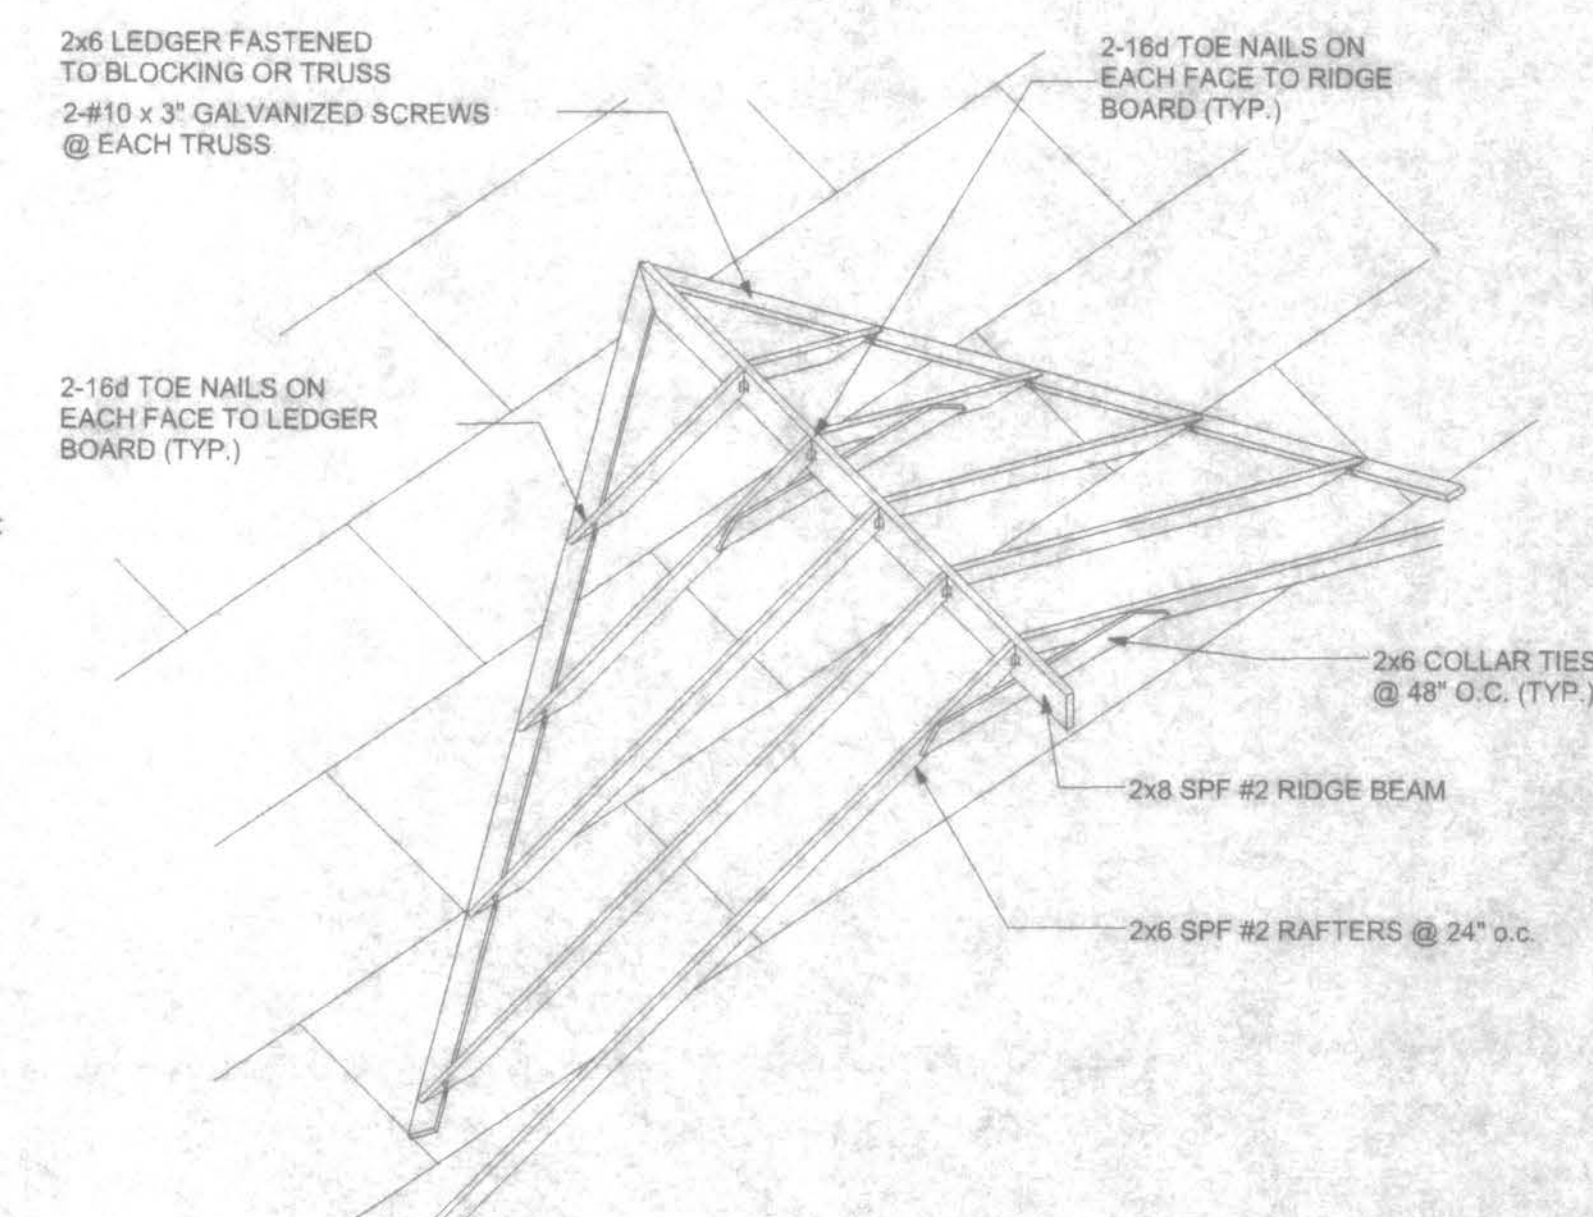 2x6 LEDGER FASTENED
TO BLOCKING OR TRUSS
2-#10 x 3" GALVANIZED SCREWS
@ EACH TRUSS
2-16d TOE NAILS ON
EACH FACE TO RIDGE
BOARD (TYP.)
2-16d TOE NAILS ON
EACH FACE TO LEDGER
BOARD (TYP.)
2x6 COLLAR TIES
@ 48" O.C. (TYP.)
2x8 SPF #2 RIDGE BEAM
2x6 SPF #2 RAFTERS @ 24" o.c.